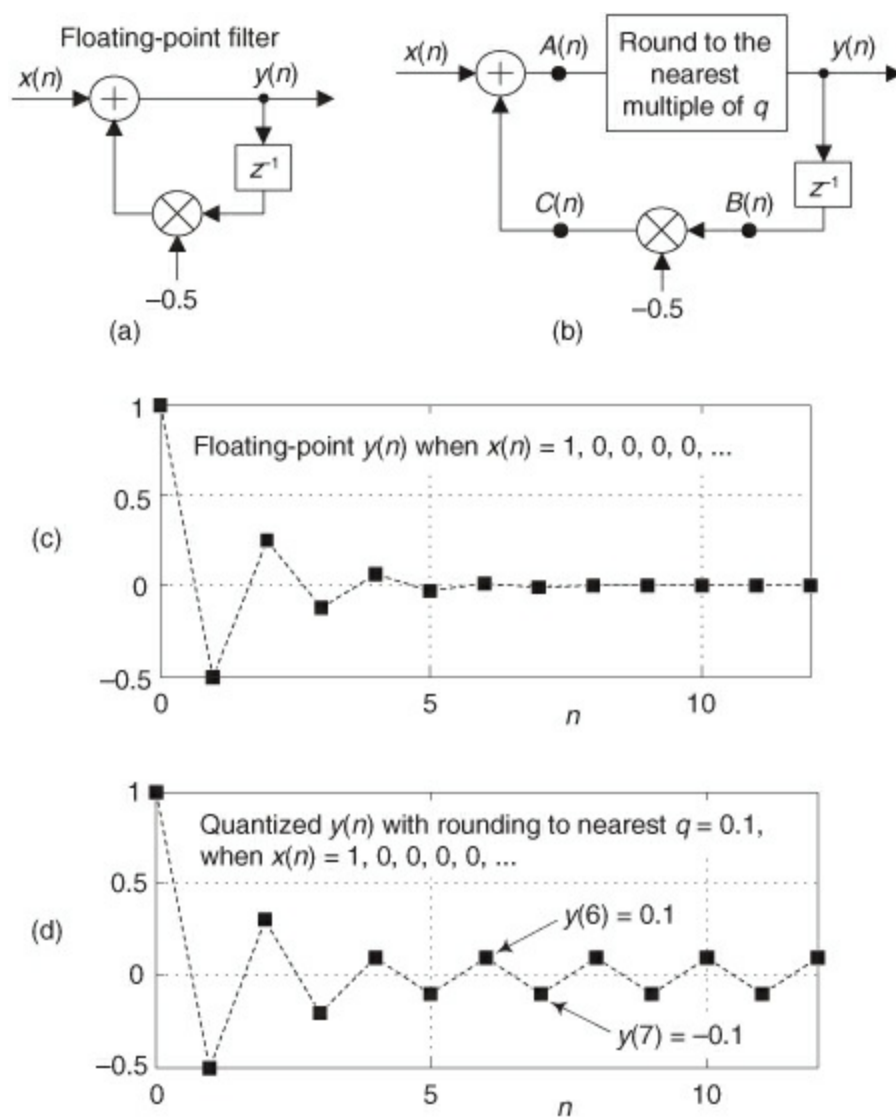 Floating-point filter
x(n)
y(n)
+
z⁻¹
–0.5
(a)
x(n)
A(n)
Round to the
nearest
multiple of q
y(n)
+
z⁻¹
C(n)
B(n)
–0.5
(b)
(c)
1
0.5
0
–0.5
Floating-point y(n) when x(n) = 1, 0, 0, 0, 0, ...
0
5
10
n
(d)
1
0.5
0
–0.5
Quantized y(n) with rounding to nearest q = 0.1,
when x(n) = 1, 0, 0, 0, 0, ...
y(6) = 0.1
y(7) = –0.1
0
5
10
n